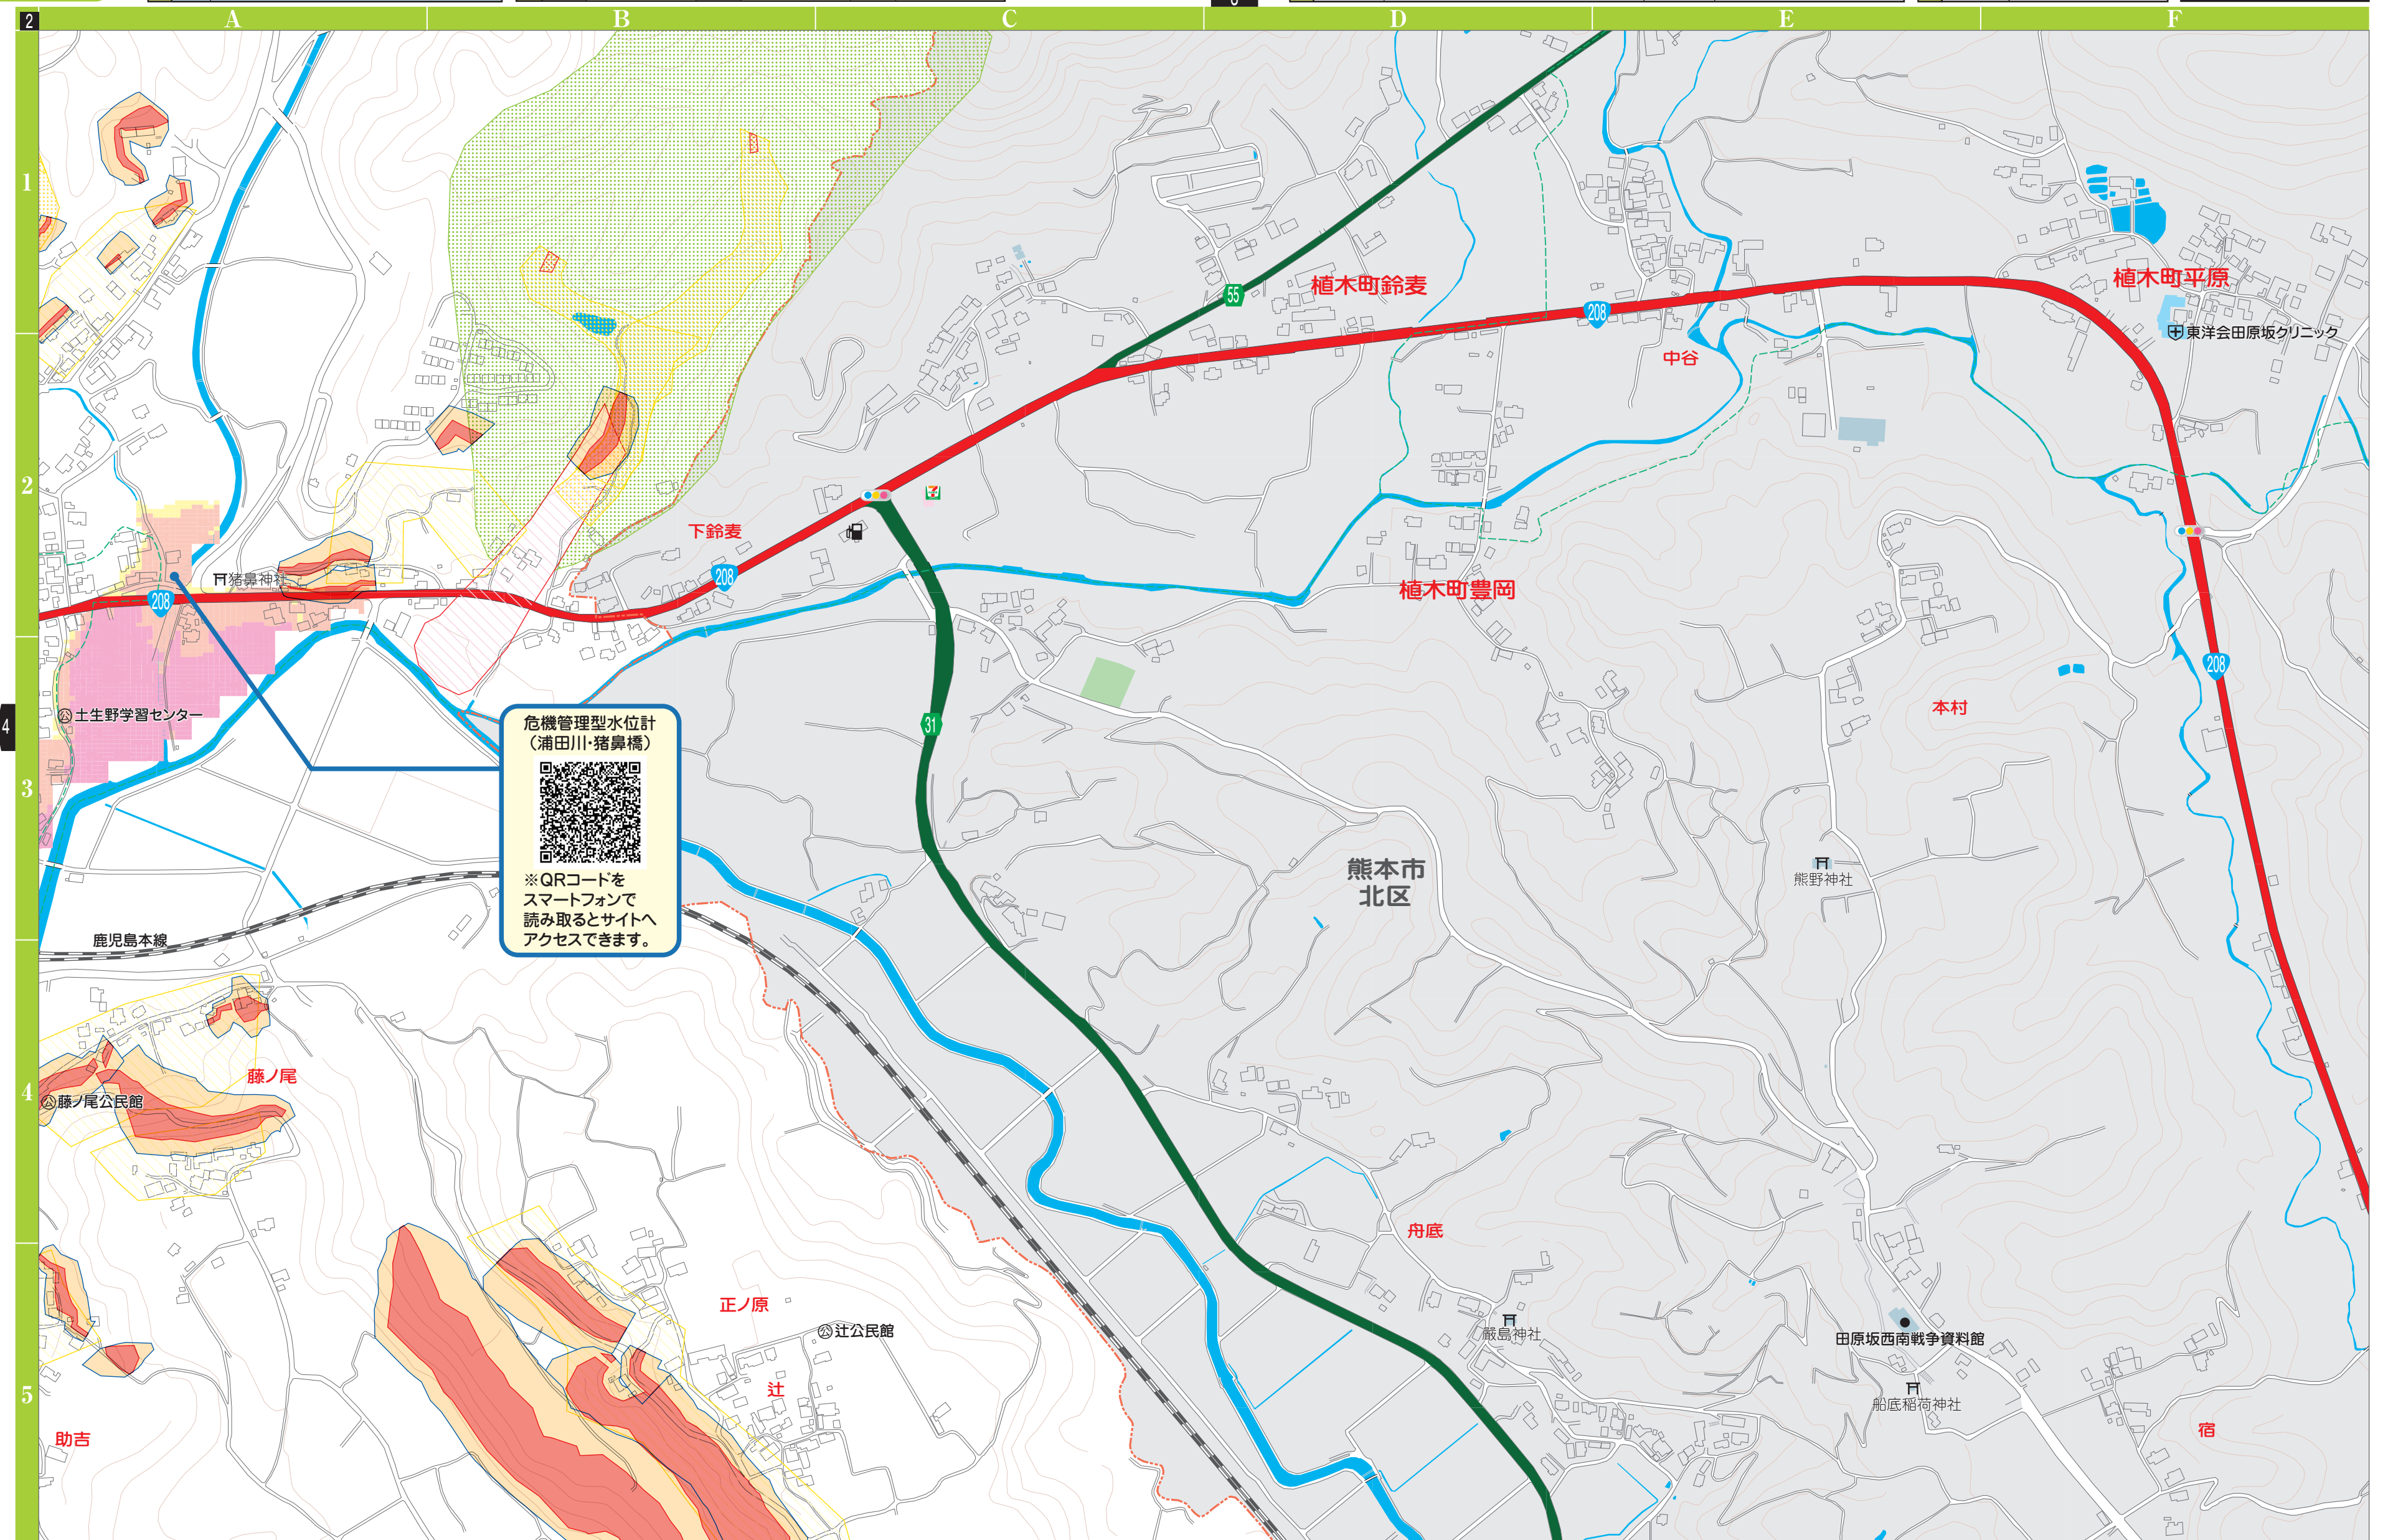 2
A
B
C
D
E
F
1
2
3
4
5
4
植木町鈴麦
植木町平原
55
208
東洋会田原坂クリニック
中谷
下鈴麦
208
猪鼻神社
208
植木町豊岡
208
土生野学習センター
危機管理型水位計
（浦田川・猪鼻橋）
※QRコードを
スマートフォンで
読み取るとサイトへ
アクセスできます。
31
本村
熊本市
北区
熊野神社
鹿児島本線
藤ノ尾
公藤ノ尾公民館
舟底
正ノ原
公辻公民館
厳島神社
田原坂西南戦争資料館
辻
船底稲荷神社
助吉
宿